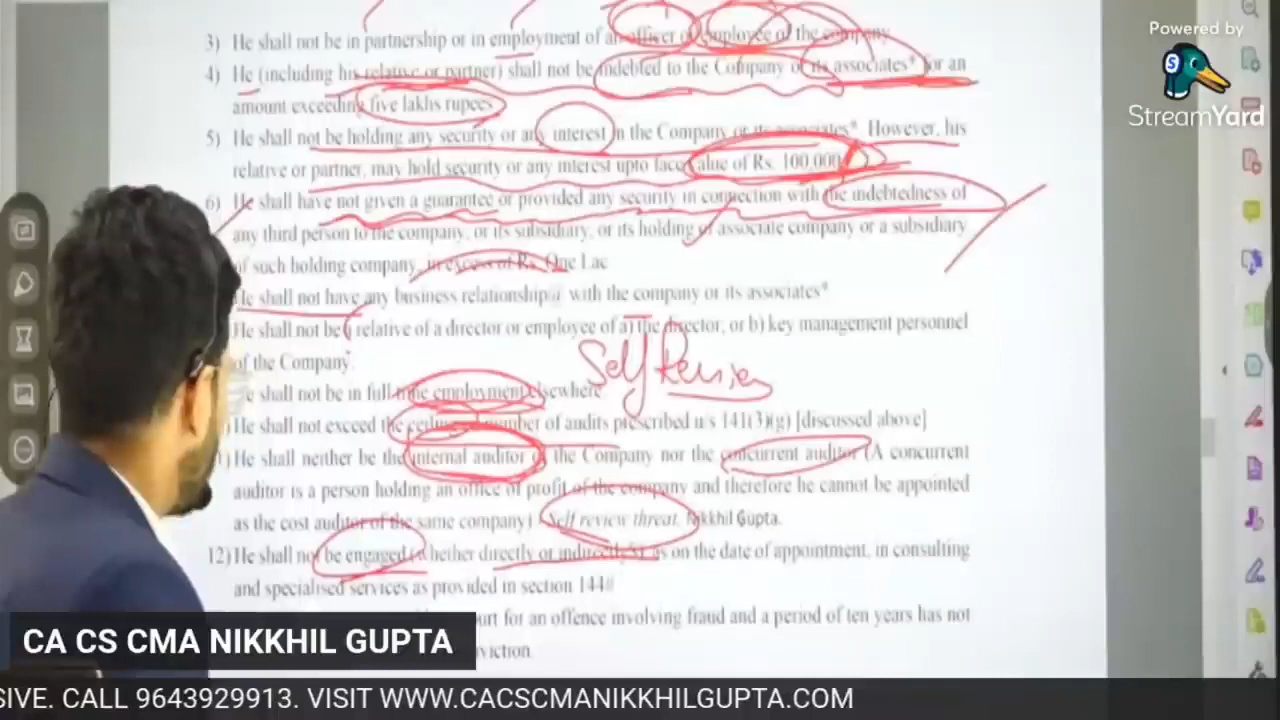 Powered by
StreamYard
3) He shall not be in partnership or in employment of an officer or employee of the company
4) He (including his relative or partner) shall not be indebted to the Company or its associates* for an
amount exceeding five lakhs rupees
5) He shall not be holding any security or any interest in the Company or its associates* However, his
relative or partner, may hold security or any interest upto face value of Rs. 100,000
6) He shall have not given a guarantee or provided any security in connection with the indebtedness of
any third person to the company, or its subsidiary, or its holding or associate company or a subsidiary
of such holding company, in excess of Rs. One Lac
He shall not have any business relationship@ with the company or its associates*
He shall not be ( relative of a director or employee of a) the director, or b) key management personnel
of the Company.
Self Review
shall not be in full time employment elsewhere
He shall not exceed the number of audits prescribed u/s 141(3)(g) [discussed above]
He shall neither be the internal auditor of the Company nor the concurrent auditor (A concurrent
auditor is a person holding an office of profit of the company and therefore he cannot be appointed
as the cost auditor of the same company) Self review threat. Nikkhil Gupta.
12) He shall not be engaged whether directly or indirectly as on the date of appointment, in consulting
and specialised services as provided in section 144#
for an offence involving fraud and a period of ten years has not
CA CS CMA NIKKHIL GUPTA
SIVE. CALL 9643929913. VISIT WWW.CACSCMANIKKHILGUPTA.COM